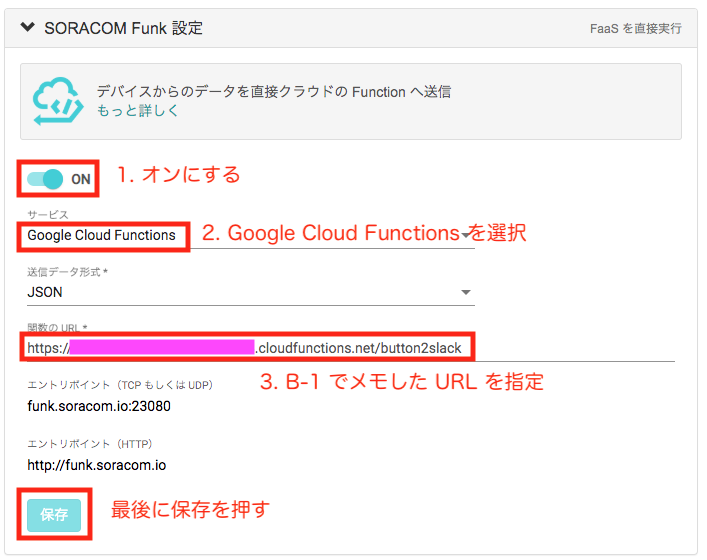 SORACOM Funk 設定
FaaS を直接実行
デバイスからのデータを直接クラウドの Function へ送信
もっと詳しく
ON
1. オンにする
サービス
Google Cloud Functions
2. Google Cloud Functions を選択
送信データ形式 *
JSON
関数の URL *
https:// .cloudfunctions.net/button2slack
3. B-1 でメモした URL を指定
エントリポイント（TCP もしくは UDP）
funk.soracom.io:23080
エントリポイント（HTTP）
http://funk.soracom.io
保存
最後に保存を押す